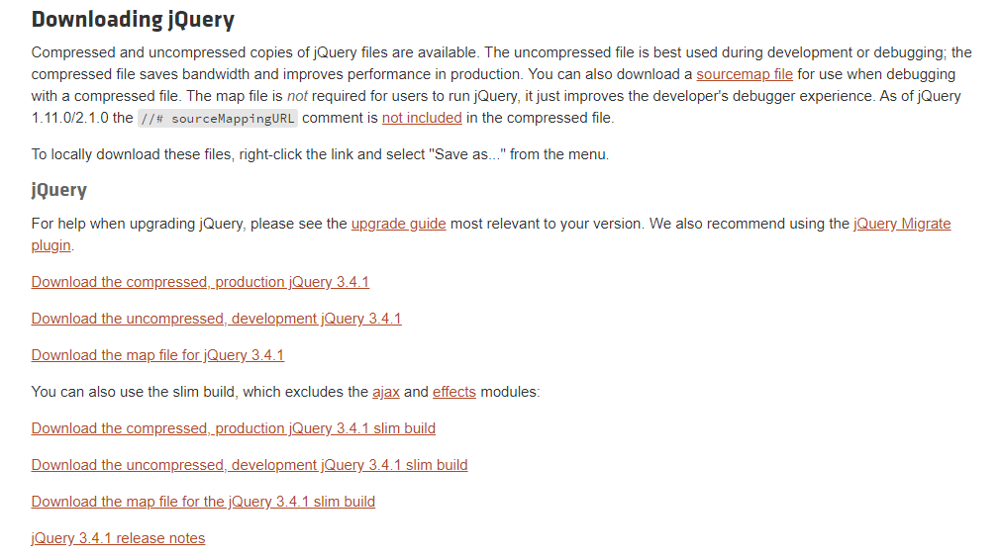 Downloading jQuery
Compressed and uncompressed copies of jQuery files are available. The uncompressed file is best used during development or debugging; the
compressed file saves bandwidth and improves performance in production. You can also download a sourcemap file for use when debugging
with a compressed file. The map file is not required for users to run jQuery, it just improves the developer's debugger experience. As of jQuery
1.11.0/2.1.0 the //# sourceMappingURL comment is not included in the compressed file.
To locally download these files, right-click the link and select "Save as..." from the menu.
jQuery
For help when upgrading jQuery, please see the upgrade guide most relevant to your version. We also recommend using the jQuery Migrate
plugin.
Download the compressed, production jQuery 3.4.1
Download the uncompressed, development jQuery 3.4.1
Download the map file for jQuery 3.4.1
You can also use the slim build, which excludes the ajax and effects modules:
Download the compressed, production jQuery 3.4.1 slim build
Download the uncompressed, development jQuery 3.4.1 slim build
Download the map file for the jQuery 3.4.1 slim build
jQuery 3.4.1 release notes